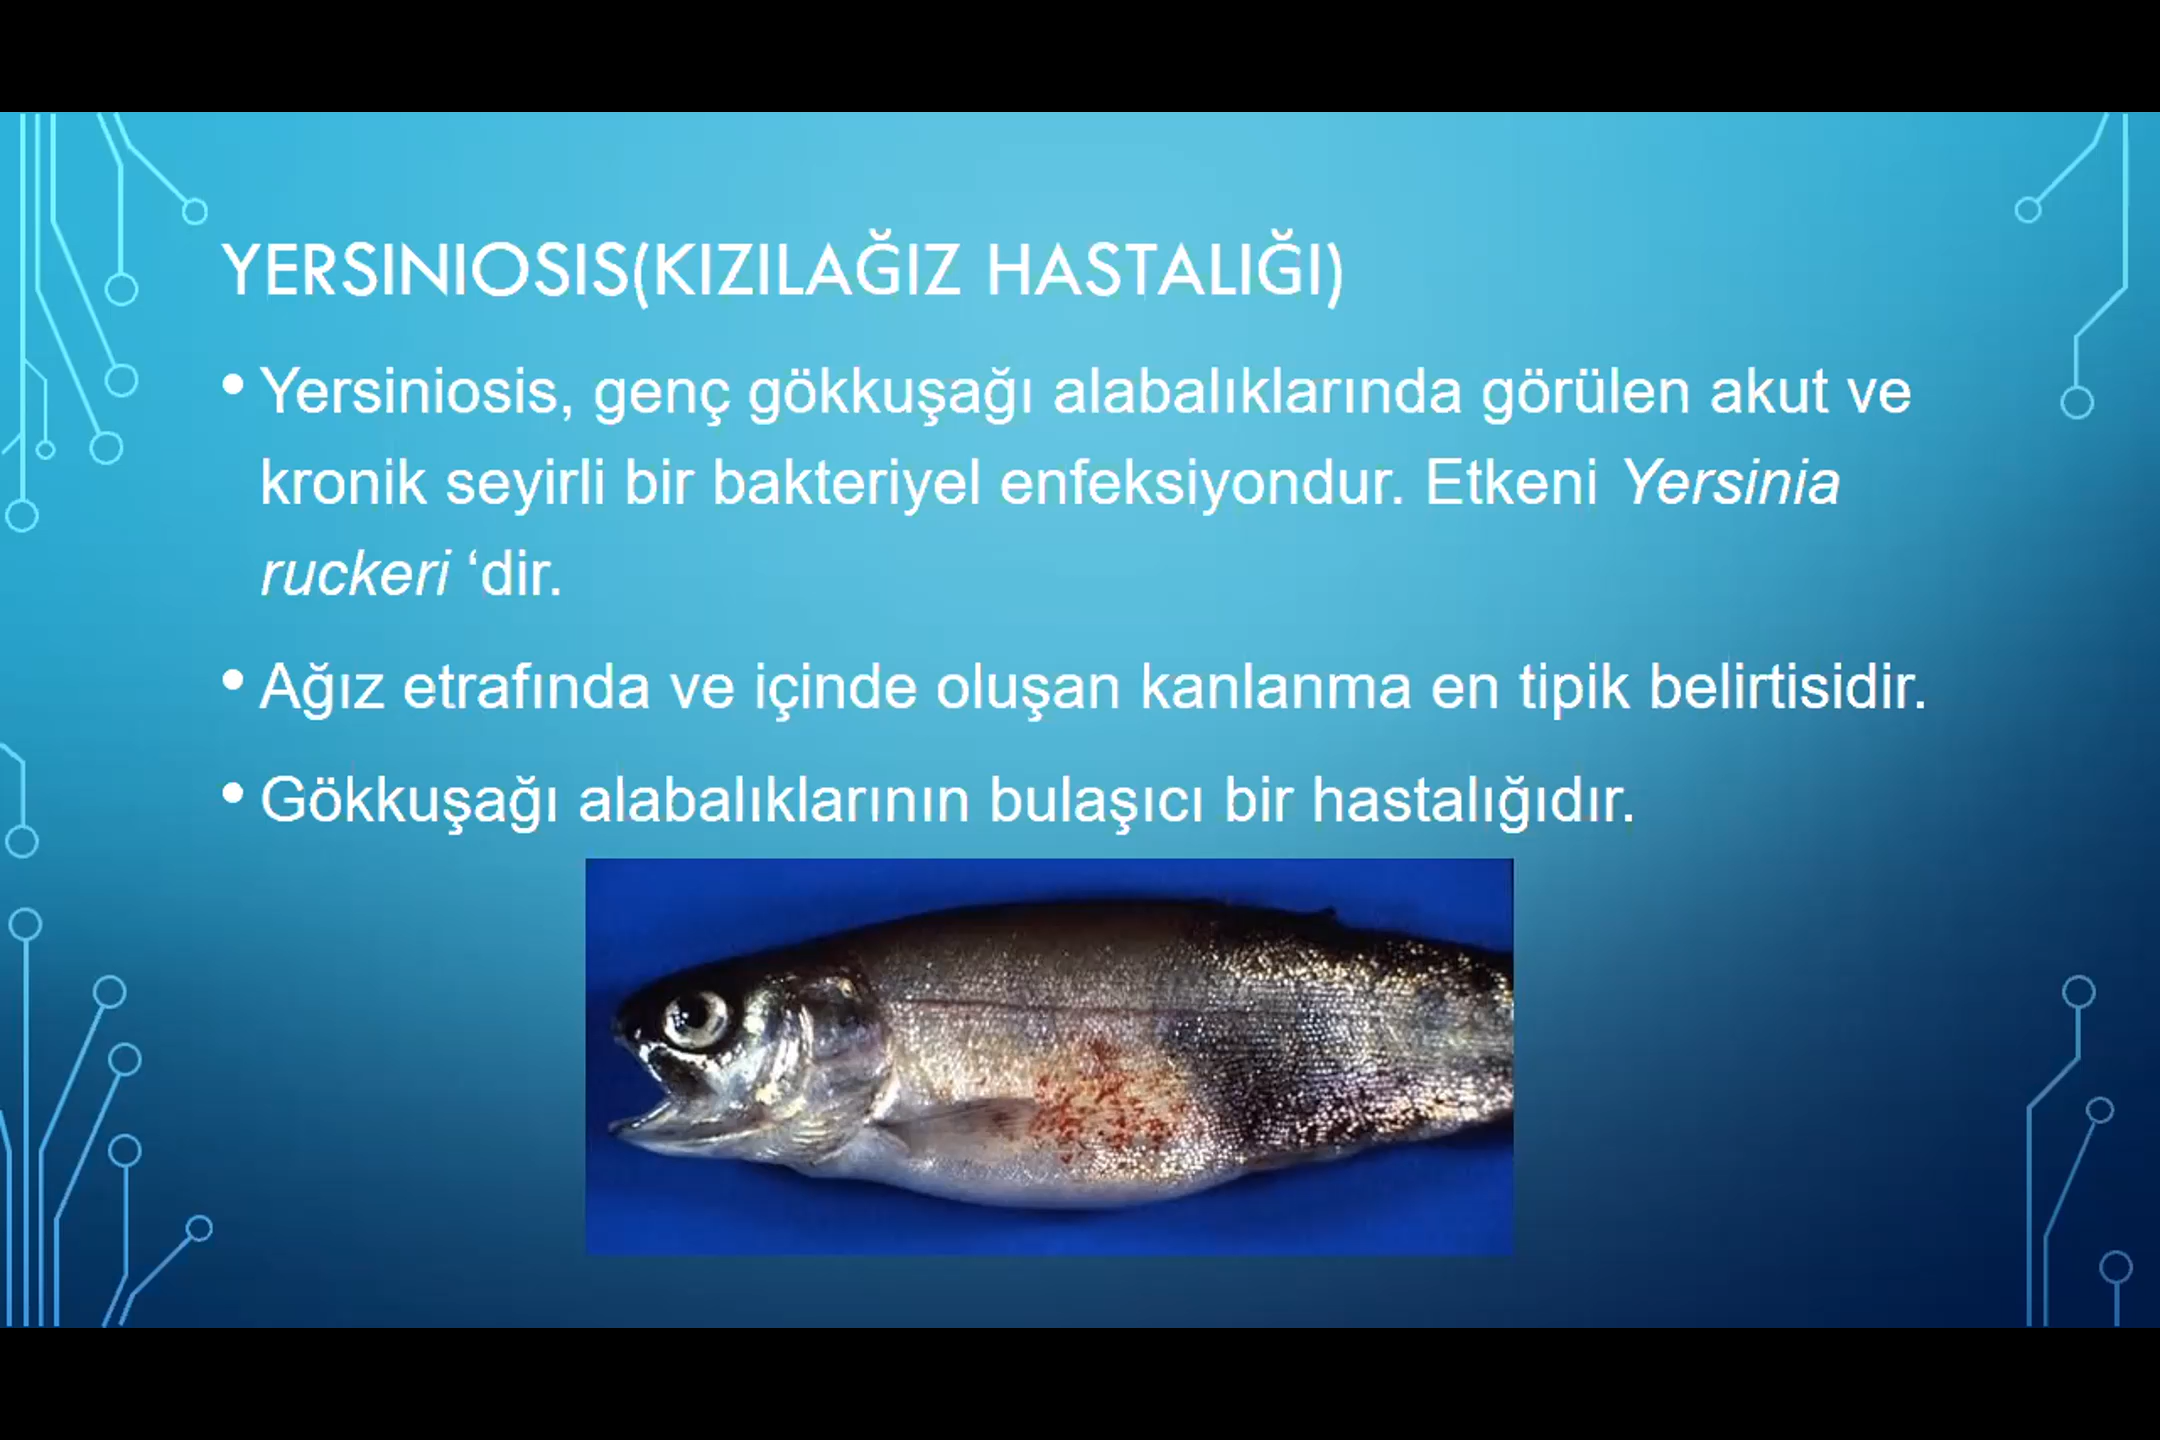 YERSINIOSIS(KIZILAĞIZ HASTALIĞI)
• Yersiniosis, genç gökkuşağı alabalıklarında görülen akut ve
kronik seyirli bir bakteriyel enfeksiyondur. Etkeni Yersinia
ruckeri ‘dir.
• Ağız etrafında ve içinde oluşan kanlanma en tipik belirtisidir.
• Gökkuşağı alabalıklarının bulaşıcı bir hastalığıdır.